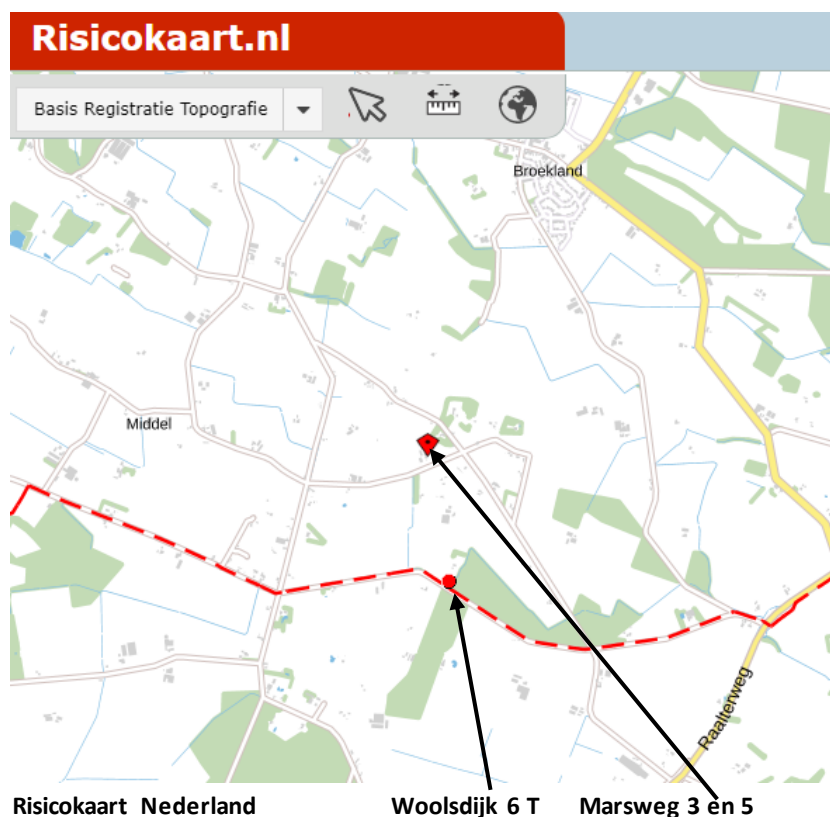 Risicokaart.nl
Basis Registratie Topografie
Broekland
Middel
Raalterweg
Risicokaart Nederland Woolsdijk 6 T Marsweg 3 en 5